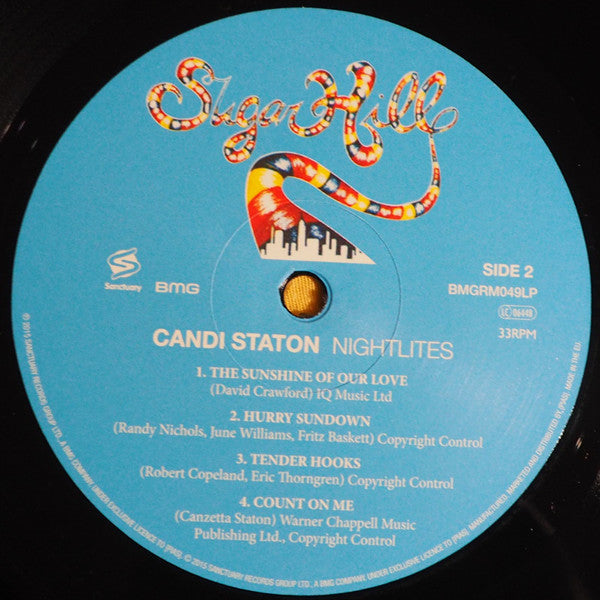 Sugar Hill
Sanctuary
BMG
SIDE 2
BMGRM049LP
LC 06448
33RPM
CANDI STATON NIGHTLITES
1. THE SUNSHINE OF OUR LOVE
(David Crawford) IQ Music Ltd
2. HURRY SUNDOWN
(Randy Nichols, June Williams, Fritz Baskett) Copyright Control
3. TENDER HOOKS
(Robert Copeland, Eric Thorngren) Copyright Control
4. COUNT ON ME
(Canzetta Staton) Warner Chappell Music
Publishing Ltd., Copyright Control
℗ 2015 SANCTUARY RECORDS GROUP LTD., A BMG COMPANY, UNDER EXCLUSIVE LICENCE TO [PIAS]. © 2015 SANCTUARY RECORDS GROUP LTD., A BMG COMPANY, UNDER EXCLUSIVE LICENCE TO [PIAS]. MANUFACTURED, MARKETED AND DISTRIBUTED BY [PIAS]. MADE IN THE EU.